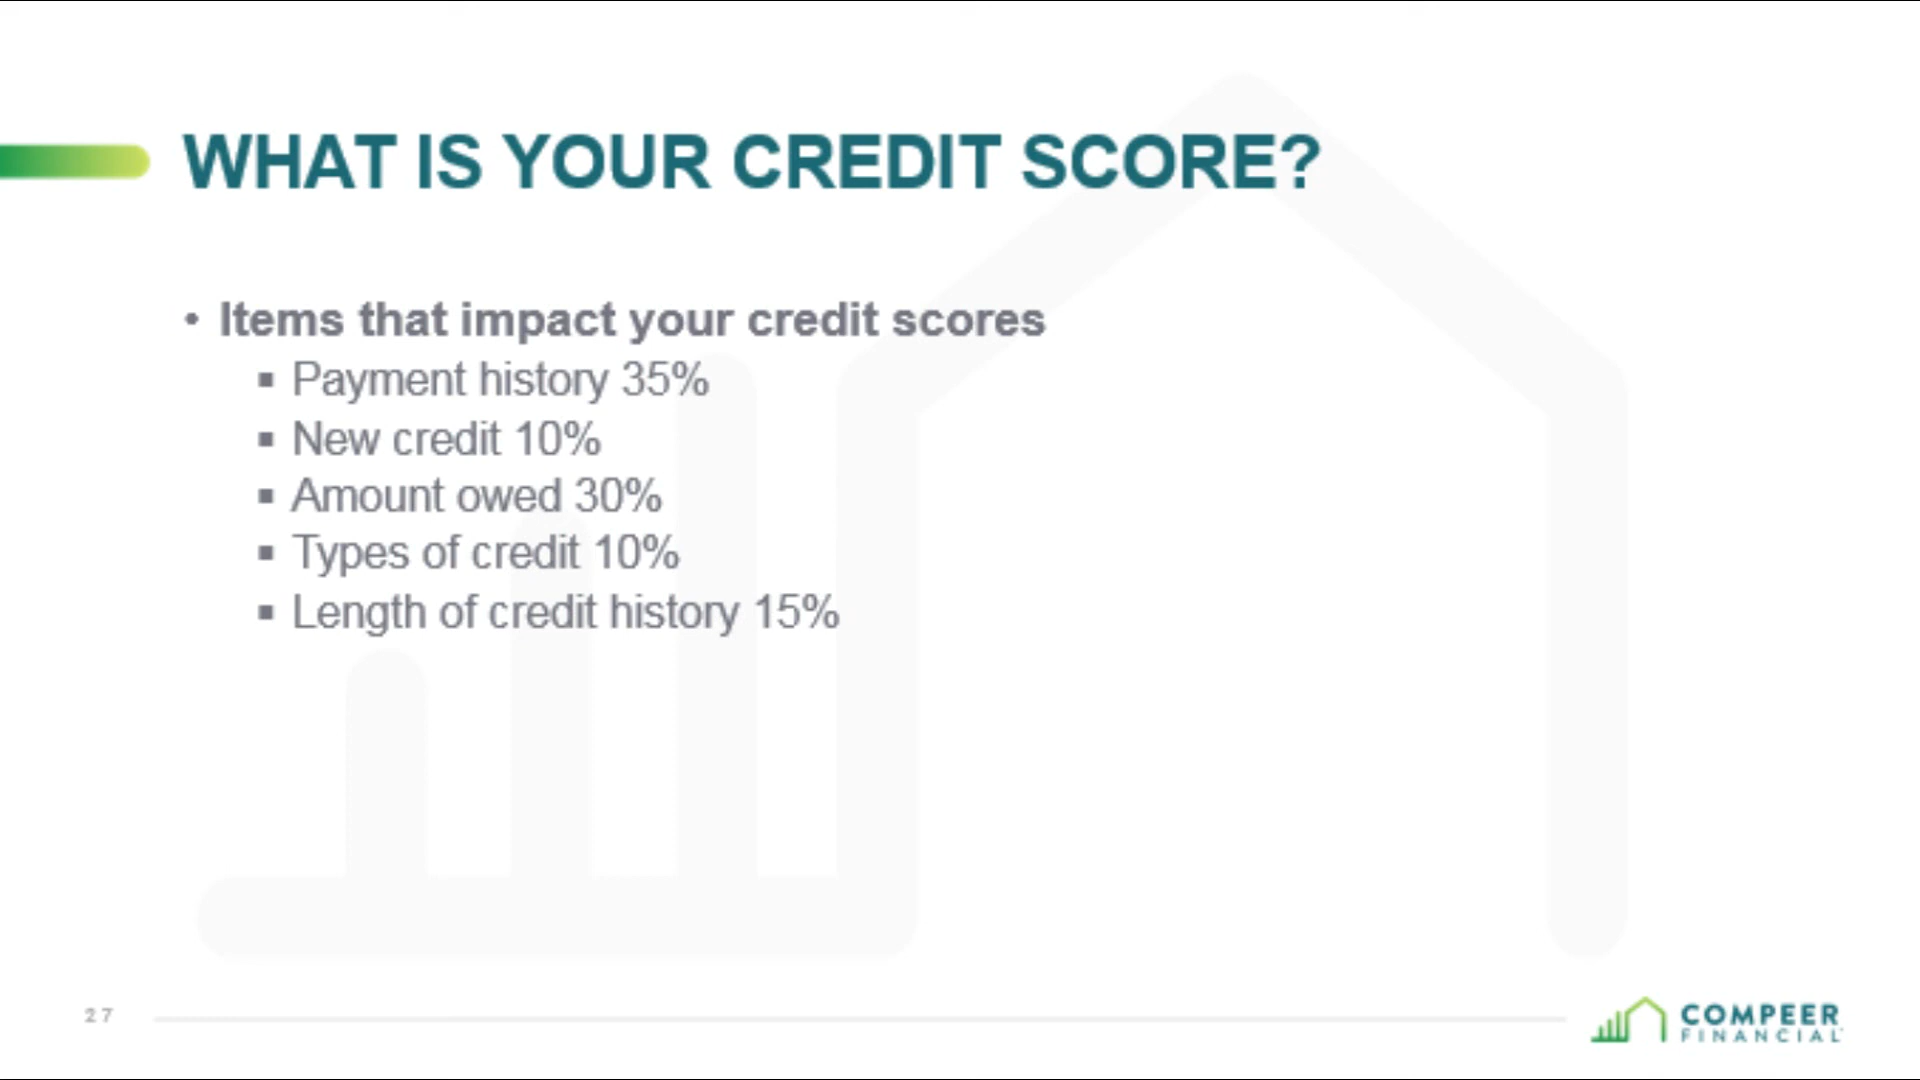 WHAT IS YOUR CREDIT SCORE?
• Items that impact your credit scores
▪ Payment history 35%
▪ New credit 10%
▪ Amount owed 30%
▪ Types of credit 10%
▪ Length of credit history 15%
27
COMPEER
FINANCIAL